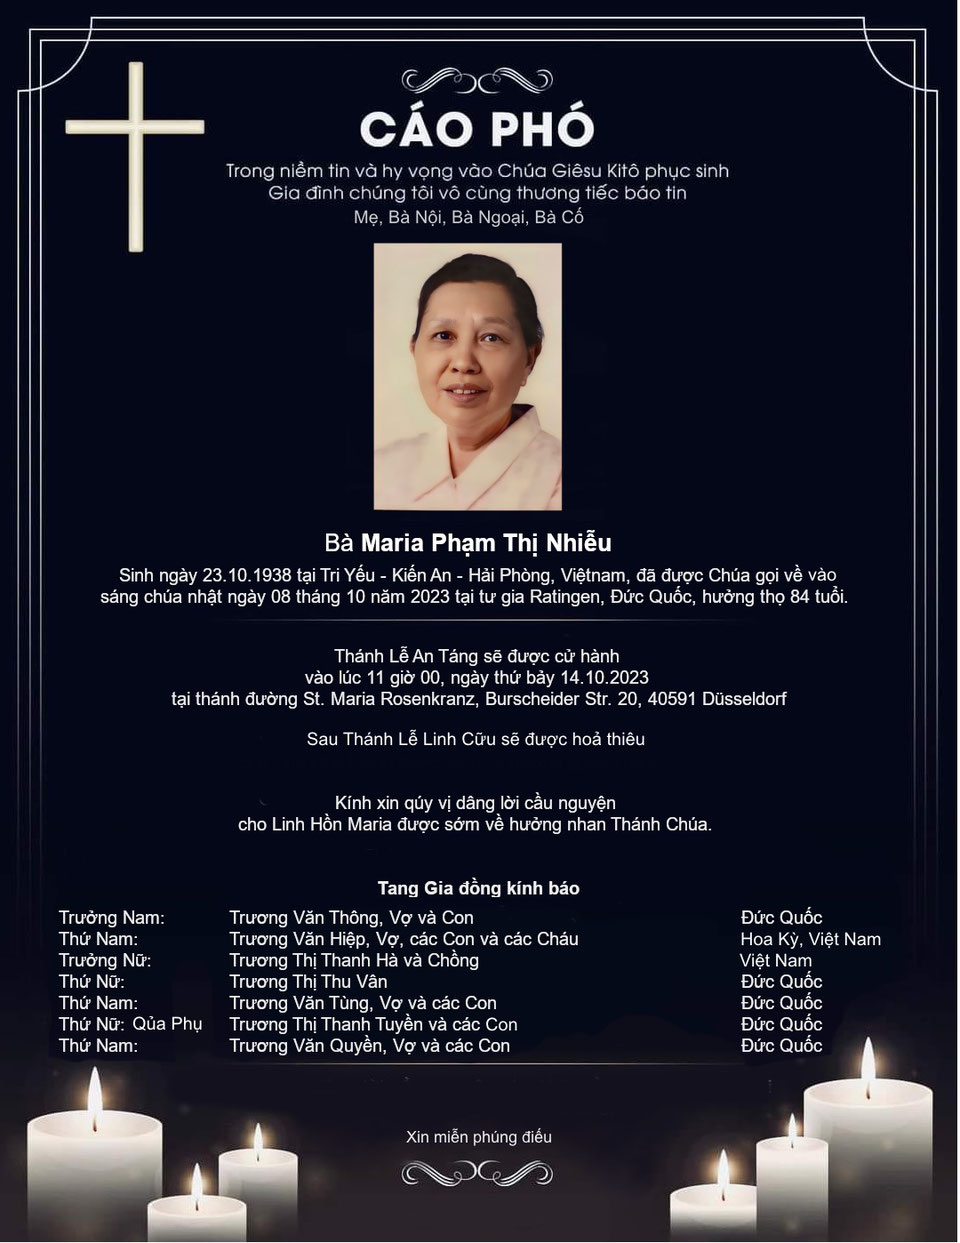 CÁO PHÓ
Trong niềm tin và hy vọng vào Chúa Giêsu Kitô phục sinh
Gia đình chúng tôi vô cùng thương tiếc báo tin
Mẹ, Bà Nội, Bà Ngoại, Bà Cố
Bà Maria Phạm Thị Nhiễu
Sinh ngày 23.10.1938 tại Tri Yếu - Kiến An - Hải Phòng, Việtnam, đã được Chúa gọi về vào
sáng chúa nhật ngày 08 tháng 10 năm 2023 tại tư gia Ratingen, Đức Quốc, hưởng thọ 84 tuổi.
Thánh Lễ An Táng sẽ được cử hành
vào lúc 11 giờ 00, ngày thứ bảy 14.10.2023
tại thánh đường St. Maria Rosenkranz, Burscheider Str. 20, 40591 Düsseldorf
Sau Thánh Lễ Linh Cữu sẽ được hoả thiêu
Kính xin qúy vị dâng lời cầu nguyện
cho Linh Hồn Maria được sớm về hưởng nhan Thánh Chúa.
Tang Gia đồng kính báo
Trưởng Nam: Trương Văn Thông, Vợ và Con Đức Quốc
Thứ Nam: Trương Văn Hiệp, Vợ, các Con và các Cháu Hoa Kỳ, Việt Nam
Trưởng Nữ: Trương Thị Thanh Hà và Chồng Việt Nam
Thứ Nữ: Trương Thị Thu Vân Đức Quốc
Thứ Nam: Trương Văn Tùng, Vợ và các Con Đức Quốc
Thứ Nữ: Qủa Phụ Trương Thị Thanh Tuyền và các Con Đức Quốc
Thứ Nam: Trương Văn Quyền, Vợ và các Con Đức Quốc
Xin miễn phúng điếu